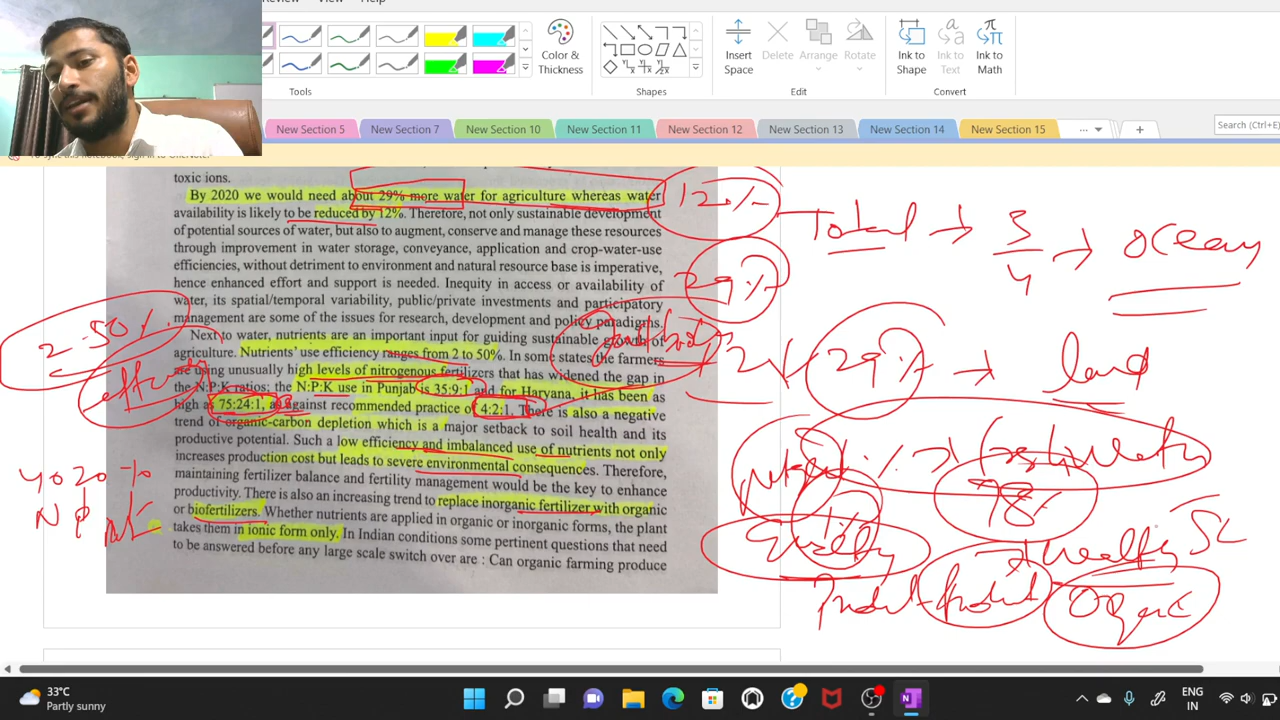 Help
Tools
Color & Thickness
Shapes
Insert Space
Delete
Arrange
Rotate
Edit
Ink to Shape
Ink to Text
Ink to Math
Convert
New Section 5
New Section 7
New Section 10
New Section 11
New Section 12
New Section 13
New Section 14
New Section 15
Search (Ctrl+E)
To sync this notebook, sign in to OneNote.
toxic ions.
By 2020 we would need about 29% more water for agriculture whereas water
availability is likely to be reduced by 12%. Therefore, not only sustainable development
of potential sources of water, but also to augment, conserve and manage these resources
through improvement in water storage, conveyance, application and crop-water-use
efficiencies, without detriment to environment and natural resource base is imperative,
hence enhanced effort and support is needed. Inequity in access or availability of
water, its spatial/temporal variability, public/private investments and participatory
management are some of the issues for research, development and policy paradigms.
Next to water, nutrients are an important input for guiding sustainable growth of
agriculture. Nutrients' use efficiency ranges from 2 to 50%. In some states the farmers
are using unusually high levels of nitrogenous fertilizers that has widened the gap in
the N:P:K ratios; the N:P:K use in Punjab is 35:9:1 and for Haryana, it has been as
high as 75:24:1, as against recommended practice of 4:2:1. There is also a negative
trend of organic-carbon depletion which is a major setback to soil health and its
productive potential. Such a low efficiency and imbalanced use of nutrients not only
increases production cost but leads to severe environmental consequences. Therefore,
maintaining fertilizer balance and fertility management would be the key to enhance
productivity. There is also an increasing trend to replace inorganic fertilizer with organic
or biofertilizers. Whether nutrients are applied in organic or inorganic forms, the plant
takes them in ionic form only. In Indian conditions some pertinent questions that need
to be answered before any large scale switch over are : Can organic farming produce
12%
29%
Total → 3/4 → ocean
29% → land
2-50%
78
Quality
Organic
33°C
Partly sunny
ENG
IN